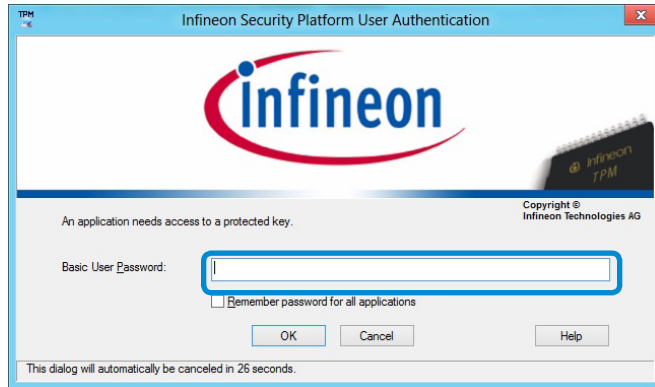 TPM
Infineon Security Platform User Authentication
x
infineon
Infineon
TPM
Copyright ©
Infineon Technologies AG
An application needs access to a protected key.
Basic User Password:
Remember password for all applications
OK Cancel Help
This dialog will automatically be canceled in 26 seconds.